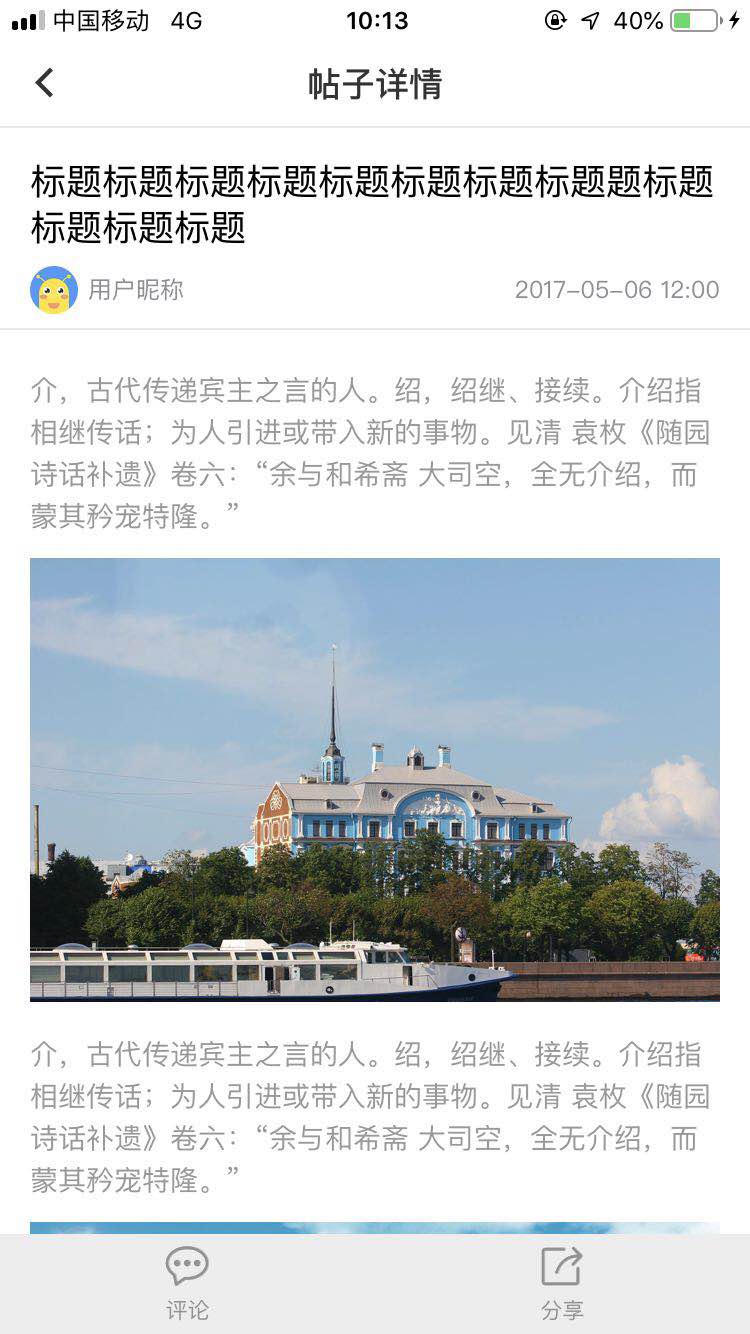 中国移动 4G 10:13 40%
帖子详情
标题标题标题标题标题标题标题标题题标题
标题标题标题
用户昵称 2017-05-06 12:00
介，古代传递宾主之言的人。绍，绍继、接续。介绍指
相继传话；为人引进或带入新的事物。见清 袁枚《随园
诗话补遗》卷六：“余与和希斋 大司空，全无介绍，而
蒙其矜宠特隆。”
介，古代传递宾主之言的人。绍，绍继、接续。介绍指
相继传话；为人引进或带入新的事物。见清 袁枚《随园
诗话补遗》卷六：“余与和希斋 大司空，全无介绍，而
蒙其矜宠特隆。”
评论 分享